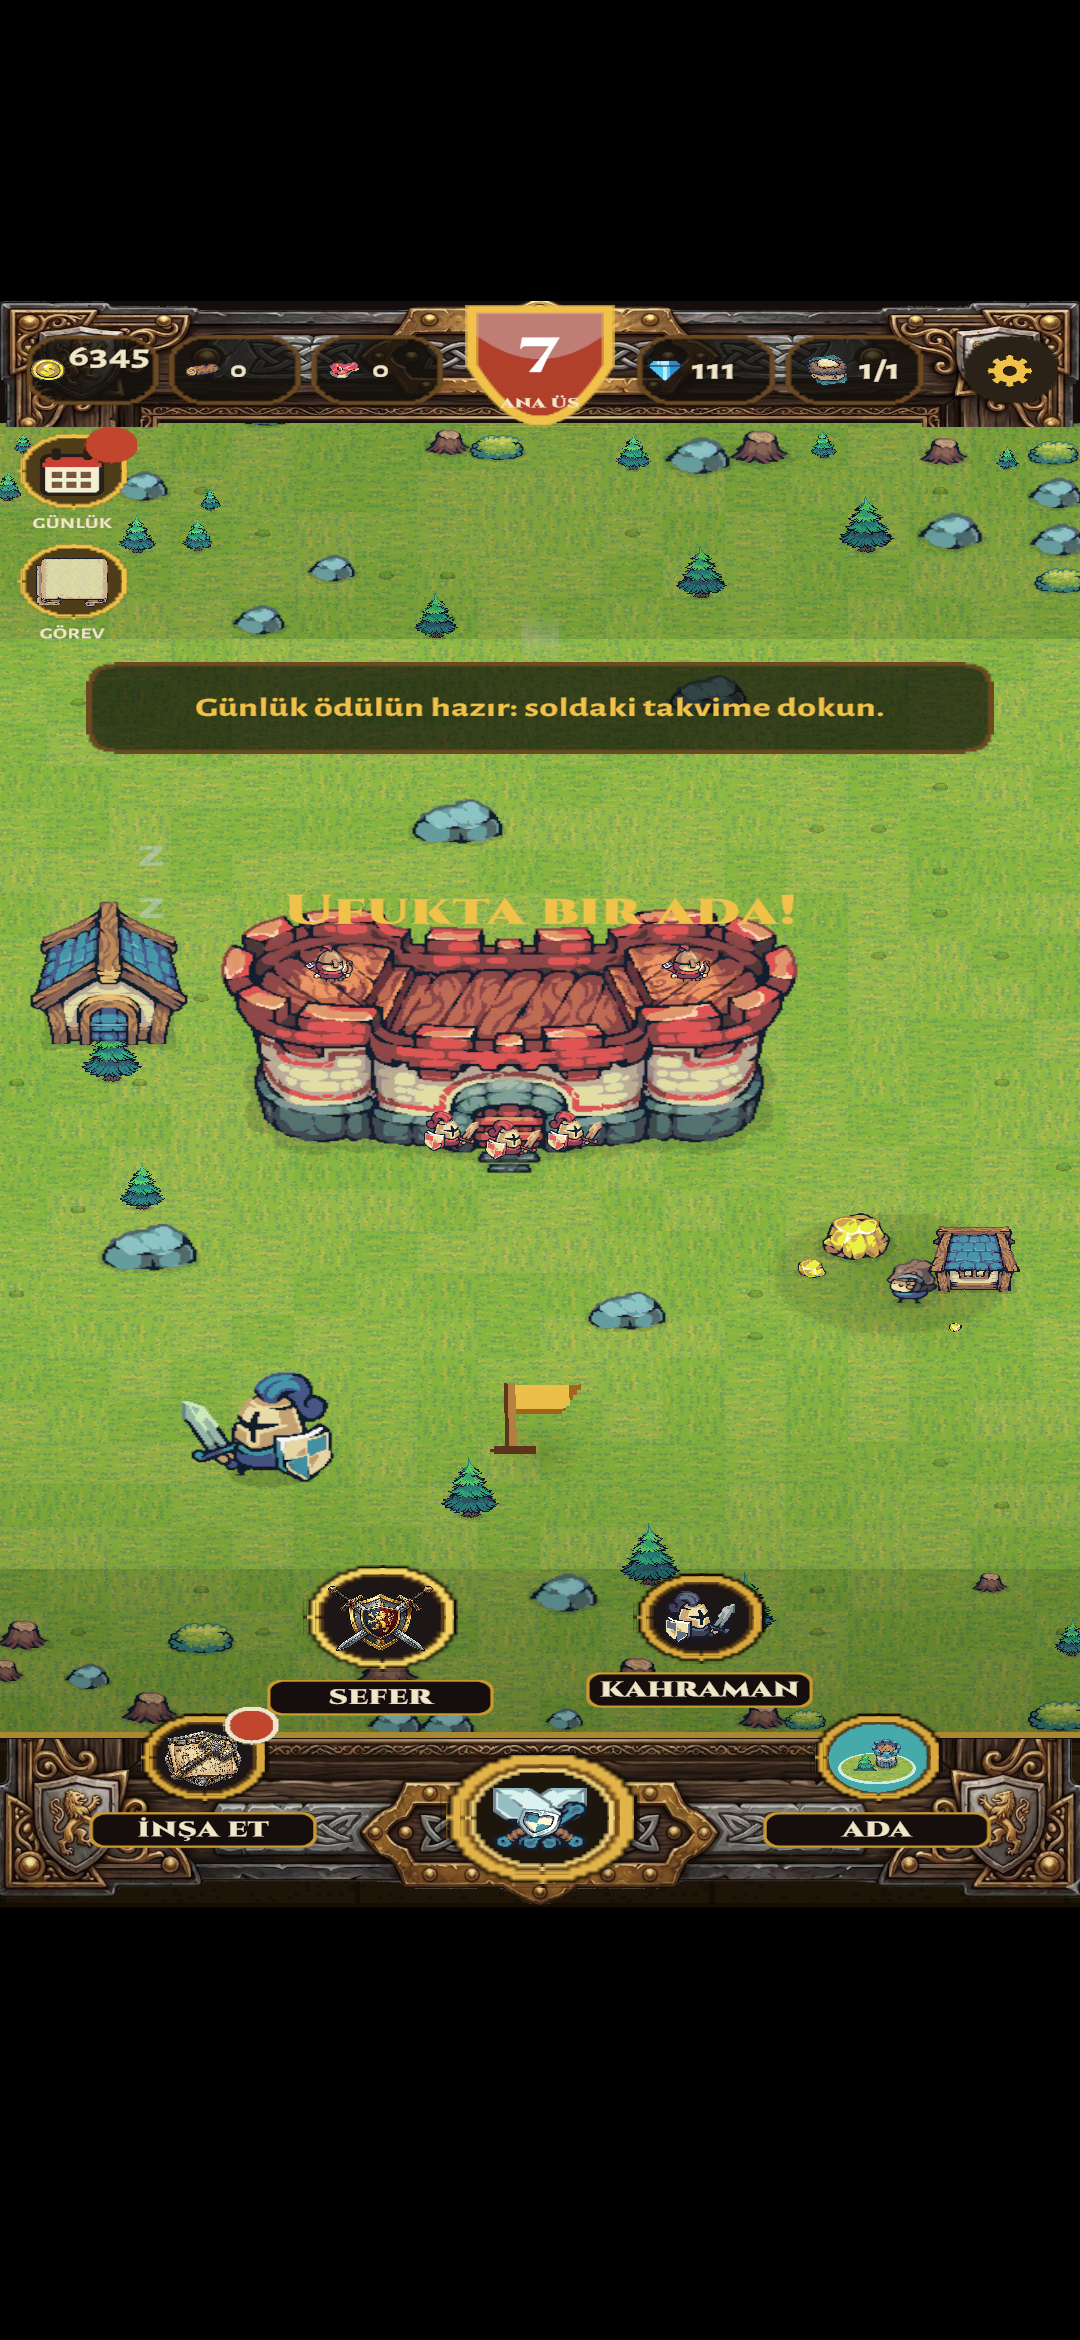 6345
0
0
7
ANA ÜS
111
1/1
GÜNLÜK
GÖREV
Günlük ödülün hazır: soldaki takvime dokun.
Z
Z
UFUKTA BIR ADA!
SEFER
KAHRAMAN
İNŞA ET
ADA